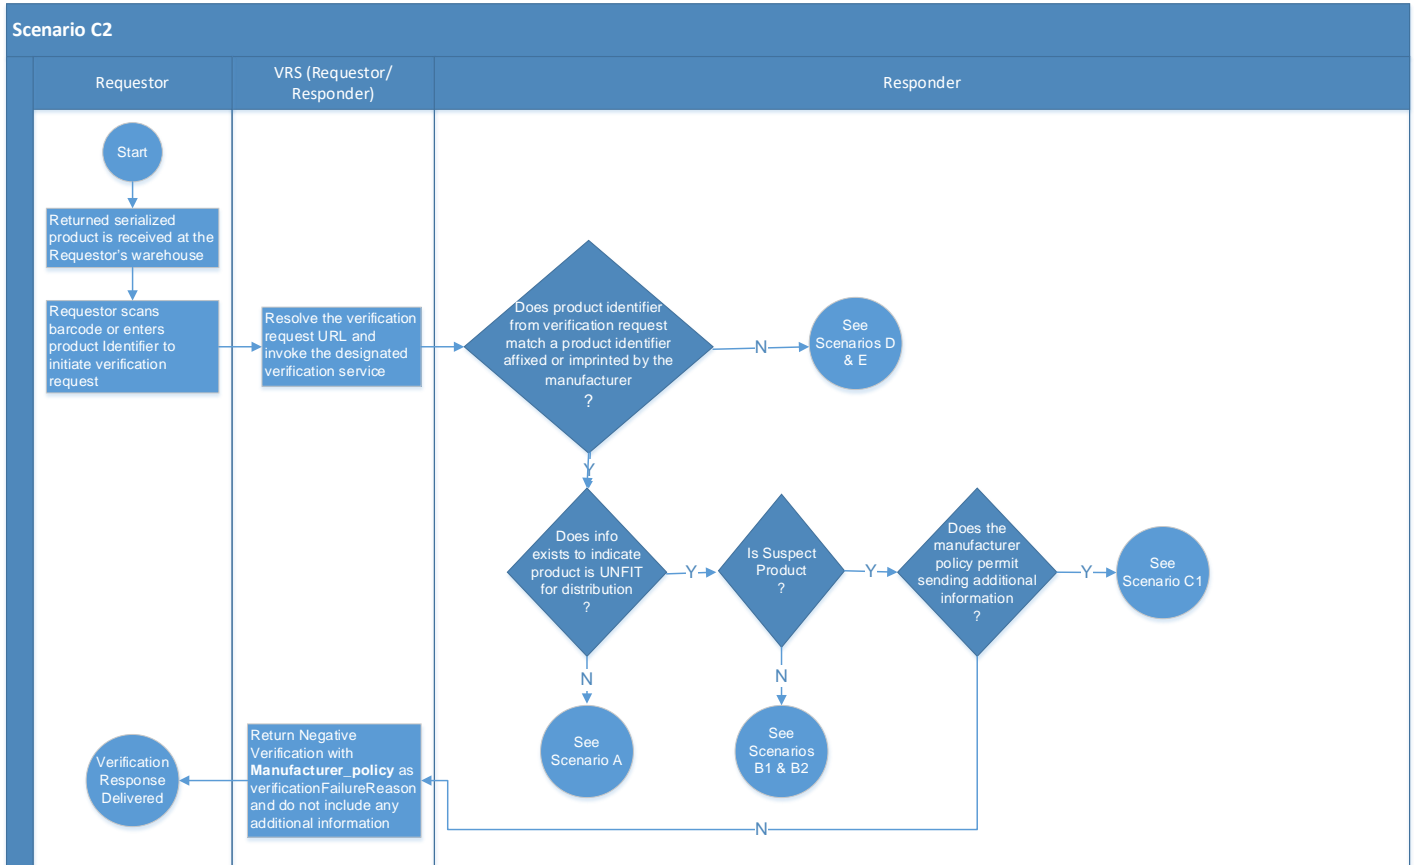 Scenario C2
Requestor
VRS (Requestor/
Responder)
Responder
Start
Returned serialized
product is received at the
Requestor's warehouse
Requestor scans
barcode or enters
product Identifier to
initiate verification
request
Resolve the verification
request URL and
invoke the designated
verification service
Does product identifier
from verification request
match a product identifier
affixed or imprinted by the
manufacturer
?
N
See
Scenarios D
& E
Y
Does info
exists to indicate
product is UNFIT
for distribution
?
Y
Is Suspect
Product
?
Y
Does the
manufacturer
policy permit
sending additional
information
?
Y
See
Scenario C1
N
See
Scenario A
N
See
Scenarios
B1 & B2
N
Return Negative
Verification with
Manufacturer_policy as
verificationFailureReason
and do not include any
additional information
Verification
Response
Delivered